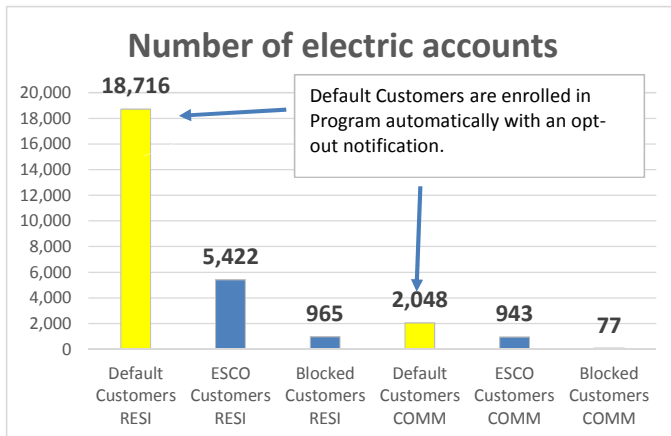 Number of electric accounts
Default Customers are enrolled in
Program automatically with an opt-
out notification.
20,000
18,000
16,000
14,000
12,000
10,000
8,000
6,000
4,000
2,000
0
18,716
5,422
965
2,048
943
77
Default
Customers
RESI
ESCO
Customers
RESI
Blocked
Customers
RESI
Default
Customers
COMM
ESCO
Customers
COMM
Blocked
Customers
COMM